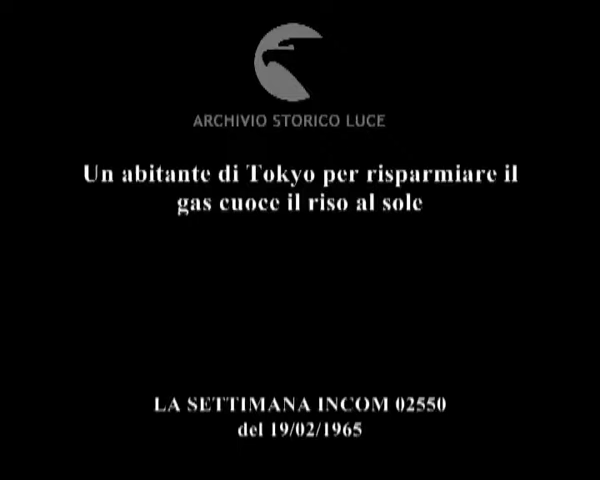 ARCHIVIO STORICO LUCE
Un abitante di Tokyo per risparmiare il
gas cuoce il riso al sole
LA SETTIMANA INCOM 02550
del 19/02/1965